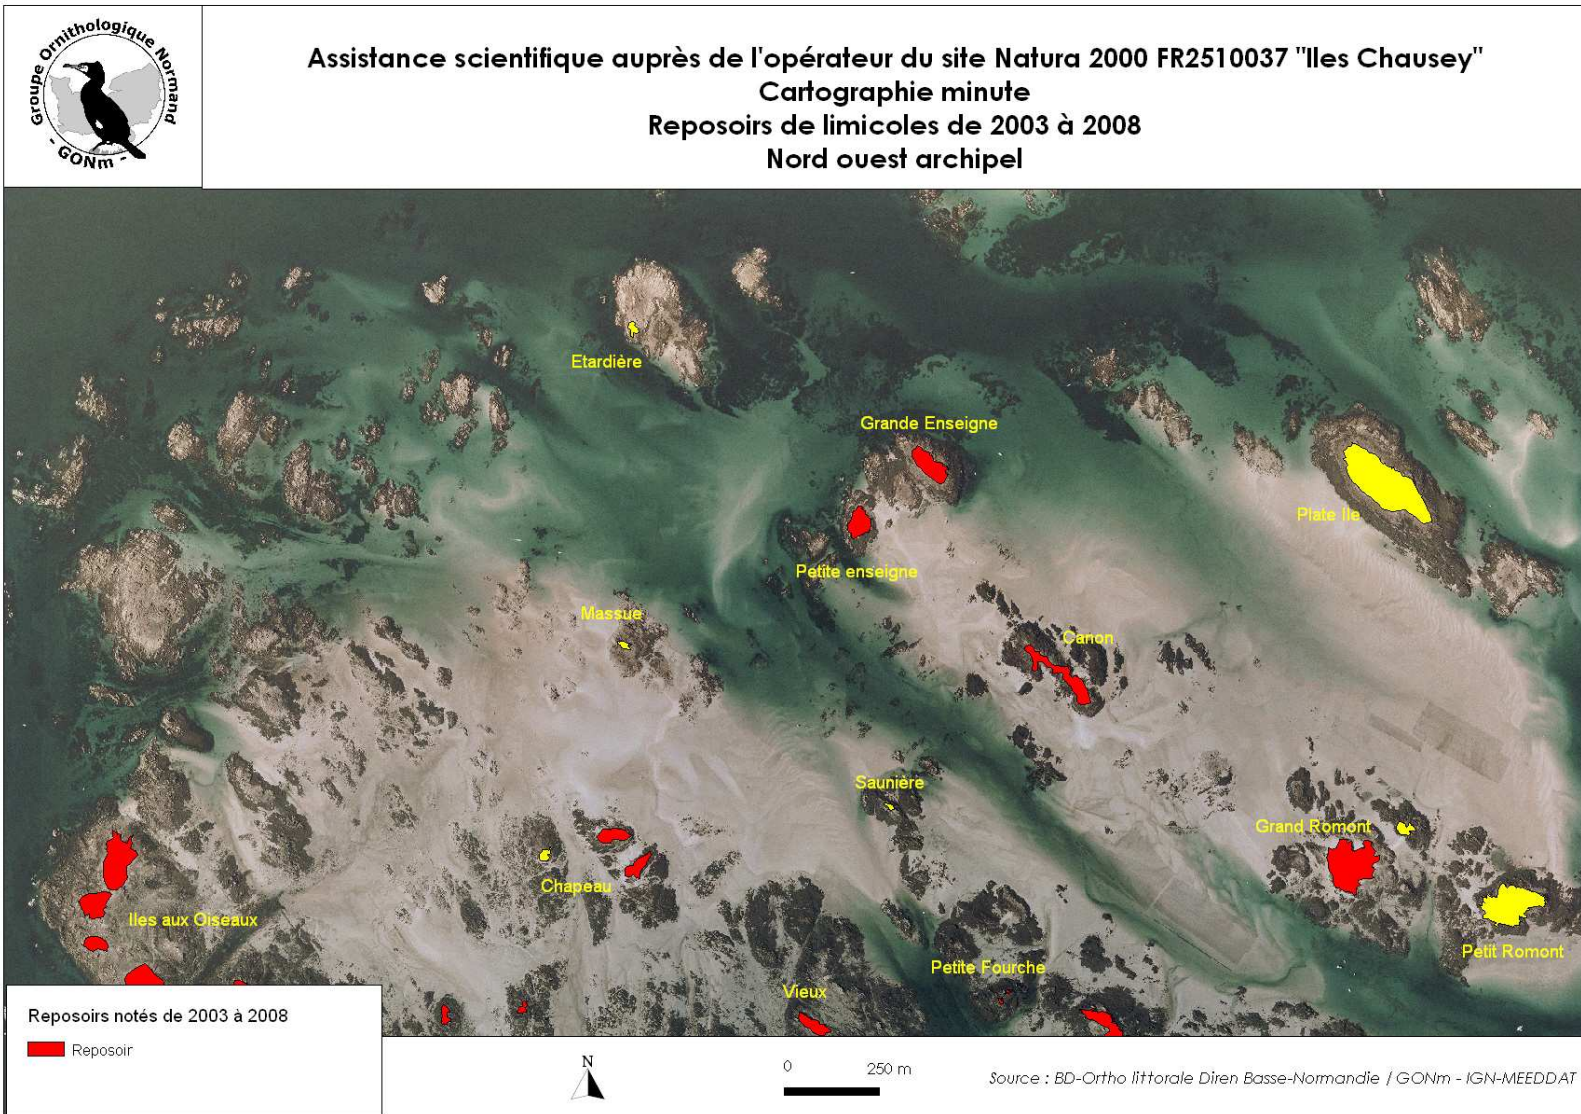 Groupe Ornithologique Normand
- GONm -
Assistance scientifique auprès de l'opérateur du site Natura 2000 FR2510037 "Iles Chausey"
Cartographie minute
Reposoirs de limicoles de 2003 à 2008
Nord ouest archipel
Etardière
Grande Enseigne
Plate Ile
Petite enseigne
Massue
Canon
Saunière
Grand Romont
Chapeau
Iles aux Oiseaux
Petit Romont
Petite Fourche
Vieux
Reposoirs notés de 2003 à 2008
Reposoir
N
0 250 m
Source : BD-Ortho littorale Diren Basse-Normandie / GONm - IGN-MEEDDAT